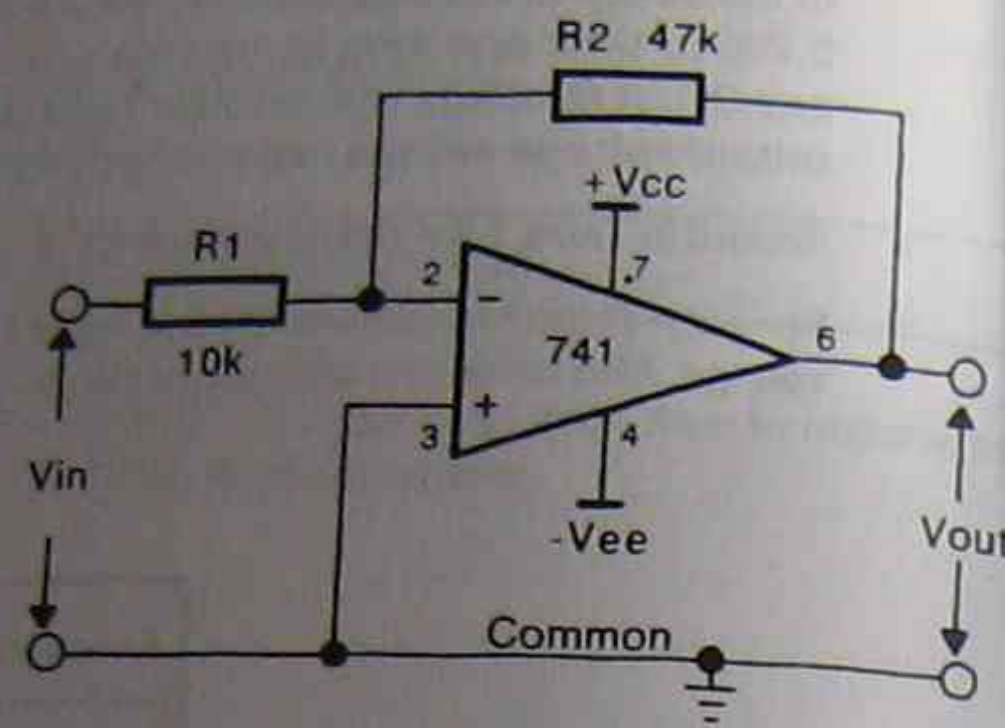 R2 47k
+Vcc
R1
2
-
.7
10k
741
6
+
3
4
Vin
-Vee
Vout
Common